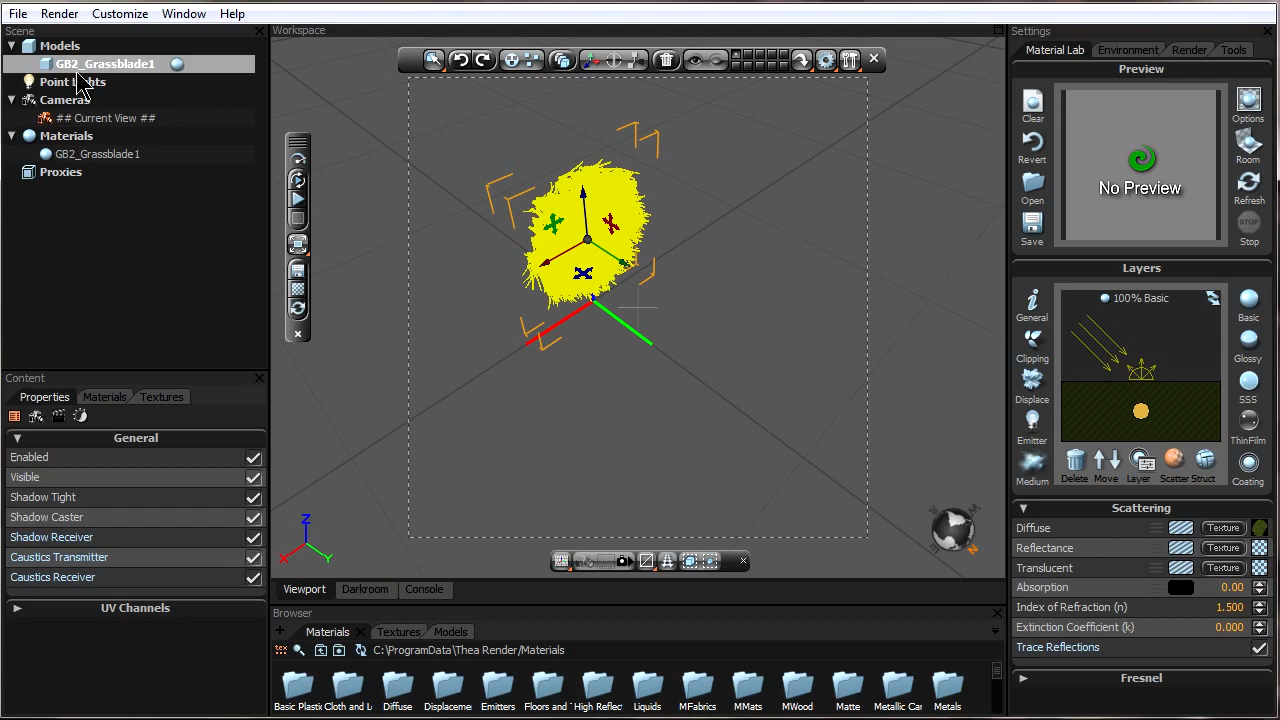 File Render Customize Window Help
Scene
Models
GB2_Grassblade1
Point Lights
Cameras
## Current View ##
Materials
GB2_Grassblade1
Proxies
Content
Properties Materials Textures
General
Enabled
Visible
Shadow Tight
Shadow Caster
Shadow Receiver
Caustics Transmitter
Caustics Receiver
UV Channels
Workspace
Z
X
Y
N
Viewport Darkroom Console
Browser
Materials Textures Models
tex C:\ProgramData\Thea Render\Materials
Basic Plastic Cloth and L Diffuse Displaceme Emitters Floors and High Reflec Liquids MFabrics MMats MWood Matte Metallic Car Metals
Settings
Material Lab Environment Render Tools
Preview
Clear
Revert
Open
Save
No Preview
Options
Room
Refresh
STOP
Stop
Layers
General
Clipping
Displace
Emitter
Medium
100% Basic
Delete Move Layer Scatter Struct
Basic
Glossy
SSS
ThinFilm
Coating
Scattering
Diffuse Texture
Reflectance Texture
Translucent Texture
Absorption 0.00
Index of Refraction (n) 1.500
Extinction Coefficient (k) 0.000
Trace Reflections
Fresnel